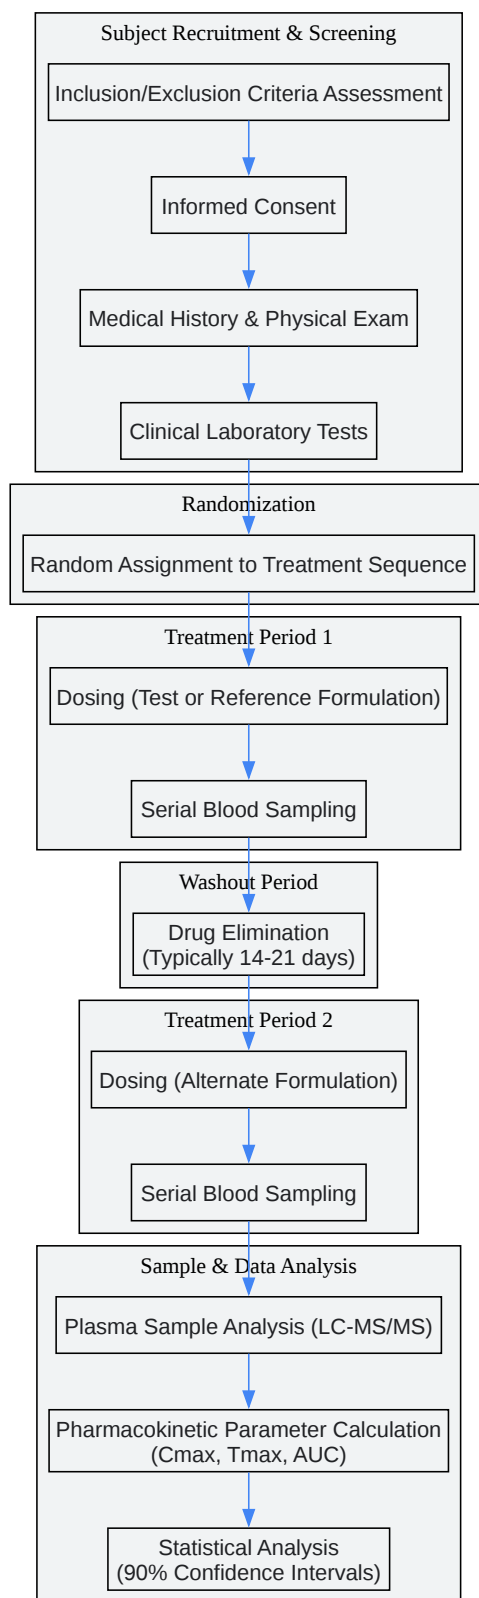 Subject Recruitment & Screening
Inclusion/Exclusion Criteria Assessment
Informed Consent
Medical History & Physical Exam
Clinical Laboratory Tests
Randomization
Random Assignment to Treatment Sequence
Treatment Period 1
Dosing (Test or Reference Formulation)
Serial Blood Sampling
Washout Period
Drug Elimination
(Typically 14-21 days)
Treatment Period 2
Dosing (Alternate Formulation)
Serial Blood Sampling
Sample & Data Analysis
Plasma Sample Analysis (LC-MS/MS)
Pharmacokinetic Parameter Calculation
(Cmax, Tmax, AUC)
Statistical Analysis
(90% Confidence Intervals)